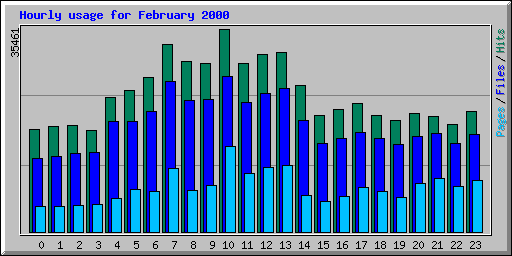 Hourly usage for February 2000
35461
Pages/Files/Hits
0 1 2 3 4 5 6 7 8 9 10 11 12 13 14 15 16 17 18 19 20 21 22 23